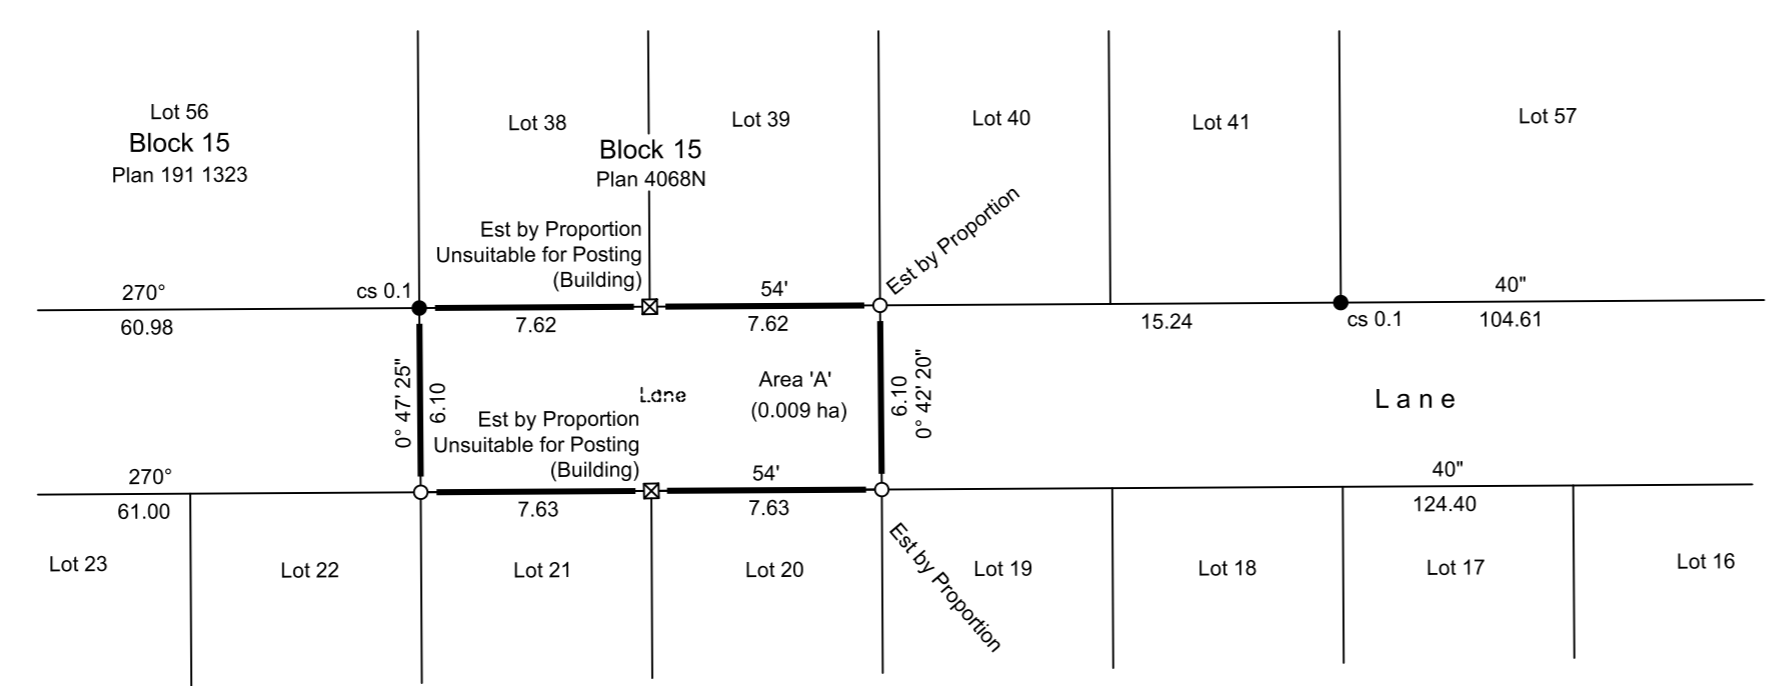 Lot 56
Block 15
Plan 191 1323
Lot 38
Block 15
Plan 4068N
Lot 39
Lot 40
Lot 41
Lot 57
Est by Proportion
Unsuitable for Posting
(Building)
Est by Proportion
270°
cs 0.1
54'
40"
60.98
7.62
7.62
15.24
cs 0.1
104.61
0° 47' 25"
6.10
Lane
Area 'A'
(0.009 ha)
6.10
0° 42' 20"
Lane
Est by Proportion
Unsuitable for Posting
(Building)
270°
54'
40"
61.00
7.63
7.63
124.40
Est by Proportion
Lot 23
Lot 22
Lot 21
Lot 20
Lot 19
Lot 18
Lot 17
Lot 16